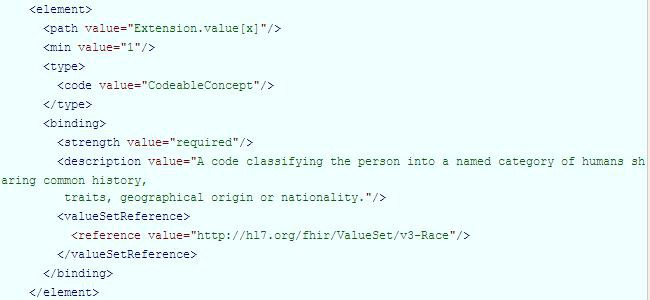 <element>
<path value="Extension.value[x]"/>
<min value="1"/>
<type>
<code value="CodeableConcept"/>
</type>
<binding>
<strength value="required"/>
<description value="A code classifying the person into a named category of humans sh
aring common history,
traits, geographical origin or nationality."/>
<valueSetReference>
<reference value="http://hl7.org/fhir/ValueSet/v3-Race"/>
</valueSetReference>
</binding>
</element>